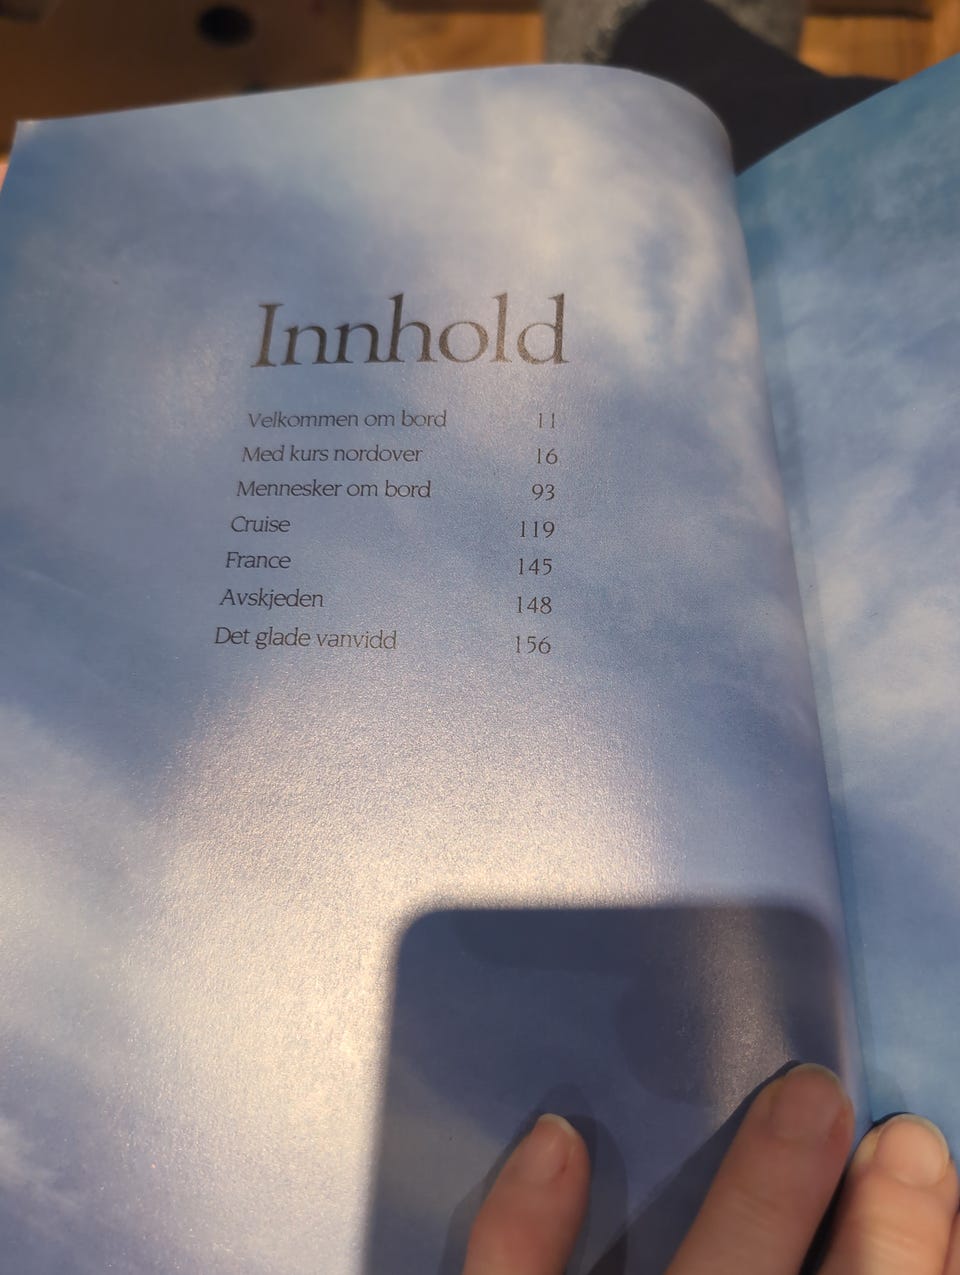 Innhold
Velkommen om bord 11
Med kurs nordover 16
Mennesker om bord 93
Cruise 119
France 145
Avskjeden 148
Det glade vanvidd 156